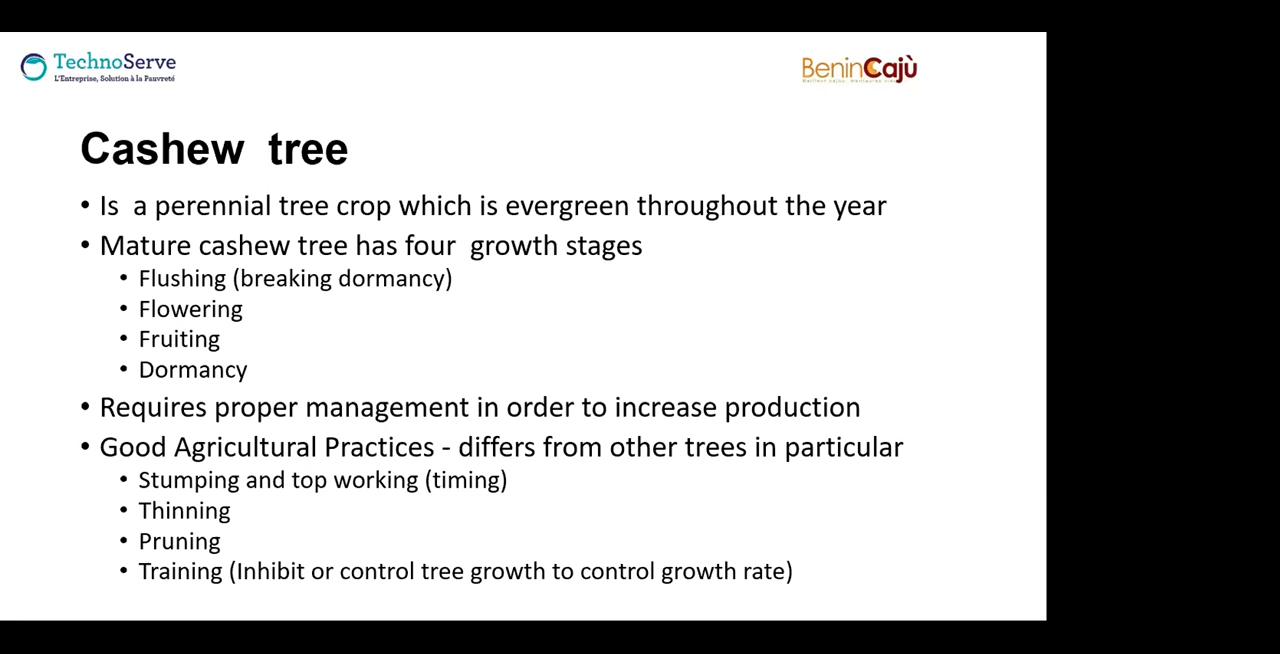 TechnoServe
L'Entreprise, Solution à la Pauvreté
BeninCajù
Cashew  tree
• Is  a perennial tree crop which is evergreen throughout the year
• Mature cashew tree has four  growth stages
• Flushing (breaking dormancy)
• Flowering
• Fruiting
• Dormancy
• Requires proper management in order to increase production
• Good Agricultural Practices - differs from other trees in particular
• Stumping and top working (timing)
• Thinning
• Pruning
• Training (Inhibit or control tree growth to control growth rate)